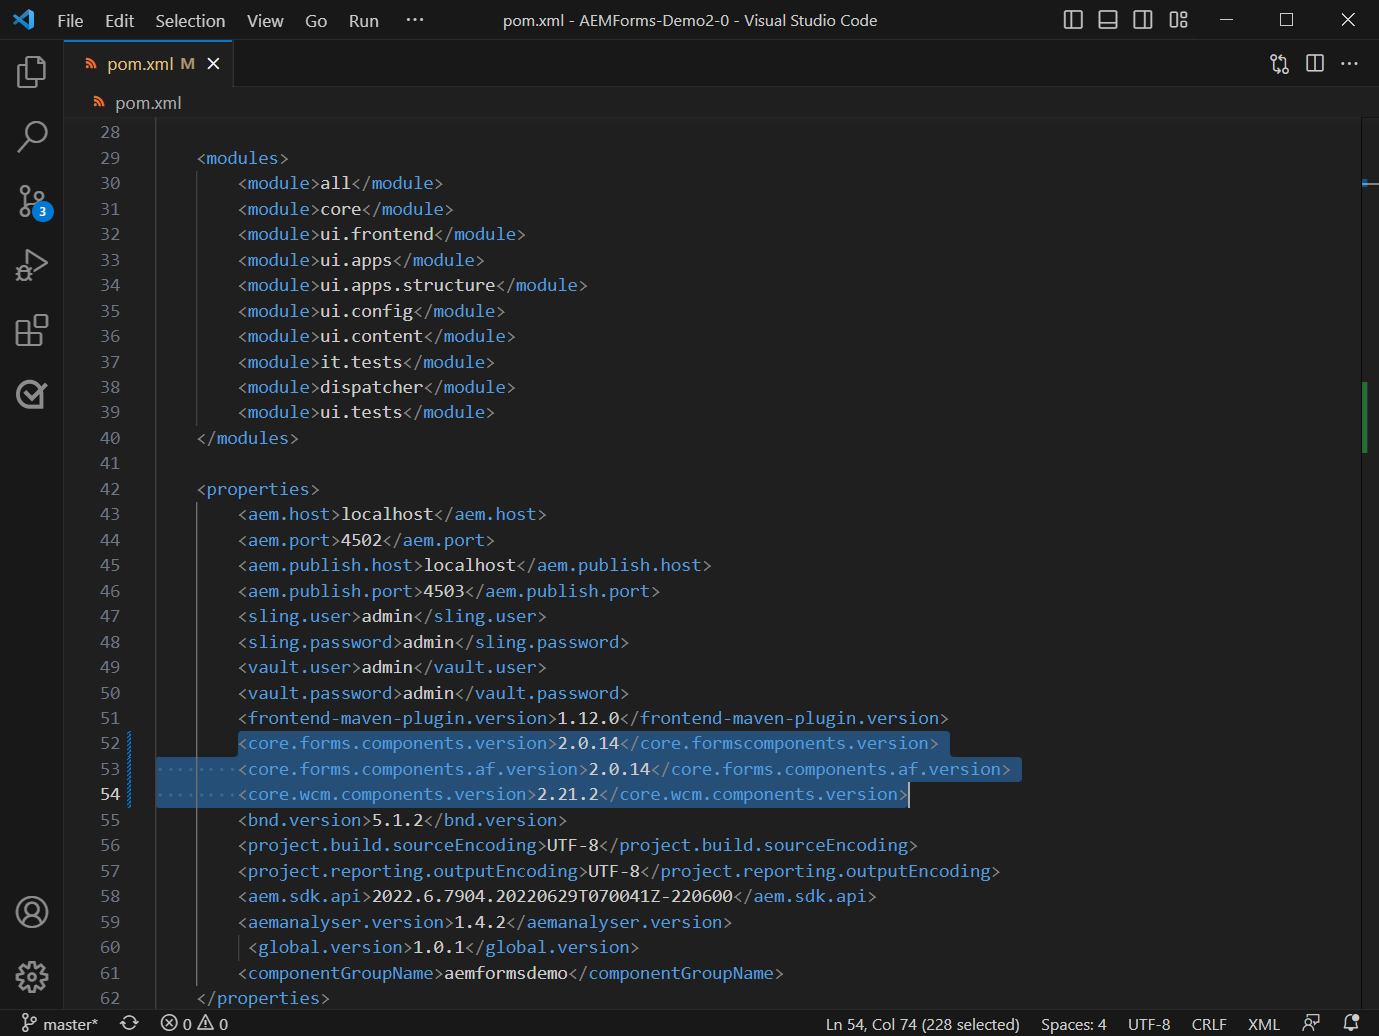 File Edit Selection View Go Run ··· pom.xml - AEMForms-Demo2-0 - Visual Studio Code
pom.xml M
pom.xml
28
29 <modules>
30 <module>all</module>
31 <module>core</module>
32 <module>ui.frontend</module>
33 <module>ui.apps</module>
34 <module>ui.apps.structure</module>
35 <module>ui.config</module>
36 <module>ui.content</module>
37 <module>it.tests</module>
38 <module>dispatcher</module>
39 <module>ui.tests</module>
40 </modules>
41
42 <properties>
43 <aem.host>localhost</aem.host>
44 <aem.port>4502</aem.port>
45 <aem.publish.host>localhost</aem.publish.host>
46 <aem.publish.port>4503</aem.publish.port>
47 <sling.user>admin</sling.user>
48 <sling.password>admin</sling.password>
49 <vault.user>admin</vault.user>
50 <vault.password>admin</vault.password>
51 <frontend-maven-plugin.version>1.12.0</frontend-maven-plugin.version>
52 <core.forms.components.version>2.0.14</core.formscomponents.version>
53 <core.forms.components.af.version>2.0.14</core.forms.components.af.version>
54 <core.wcm.components.version>2.21.2</core.wcm.components.version>
55 <bnd.version>5.1.2</bnd.version>
56 <project.build.sourceEncoding>UTF-8</project.build.sourceEncoding>
57 <project.reporting.outputEncoding>UTF-8</project.reporting.outputEncoding>
58 <aem.sdk.api>2022.6.7904.20220629T070041Z-220600</aem.sdk.api>
59 <aemanalyser.version>1.4.2</aemanalyser.version>
60 <global.version>1.0.1</global.version>
61 <componentGroupName>aemformsdemo</componentGroupName>
62 </properties>
3
master* 0 0 Ln 54, Col 74 (228 selected) Spaces: 4 UTF-8 CRLF XML